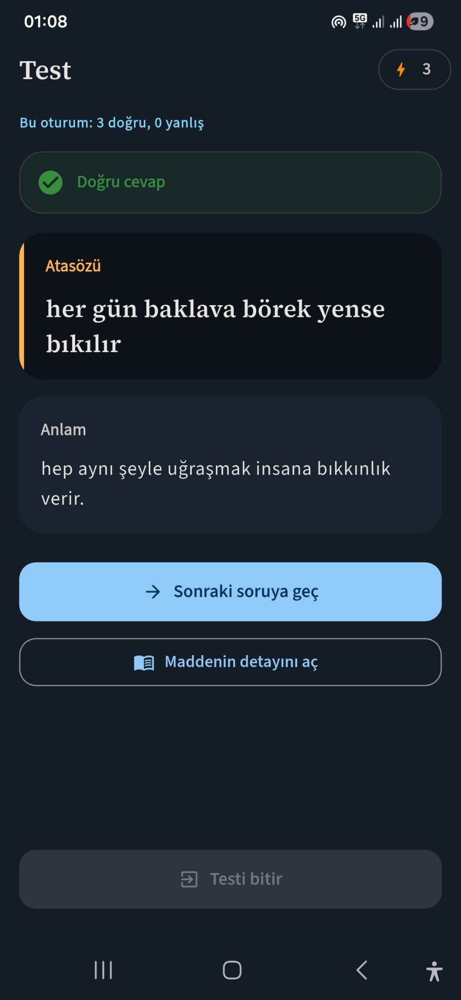 01:08
5G
9
Test
3
Bu oturum: 3 doğru, 0 yanlış
Doğru cevap
Atasözü
her gün baklava börek yense
bıkılır
Anlam
hep aynı şeyle uğraşmak insana bıkkınlık
verir.
Sonraki soruya geç
Maddenin detayını aç
Testi bitir